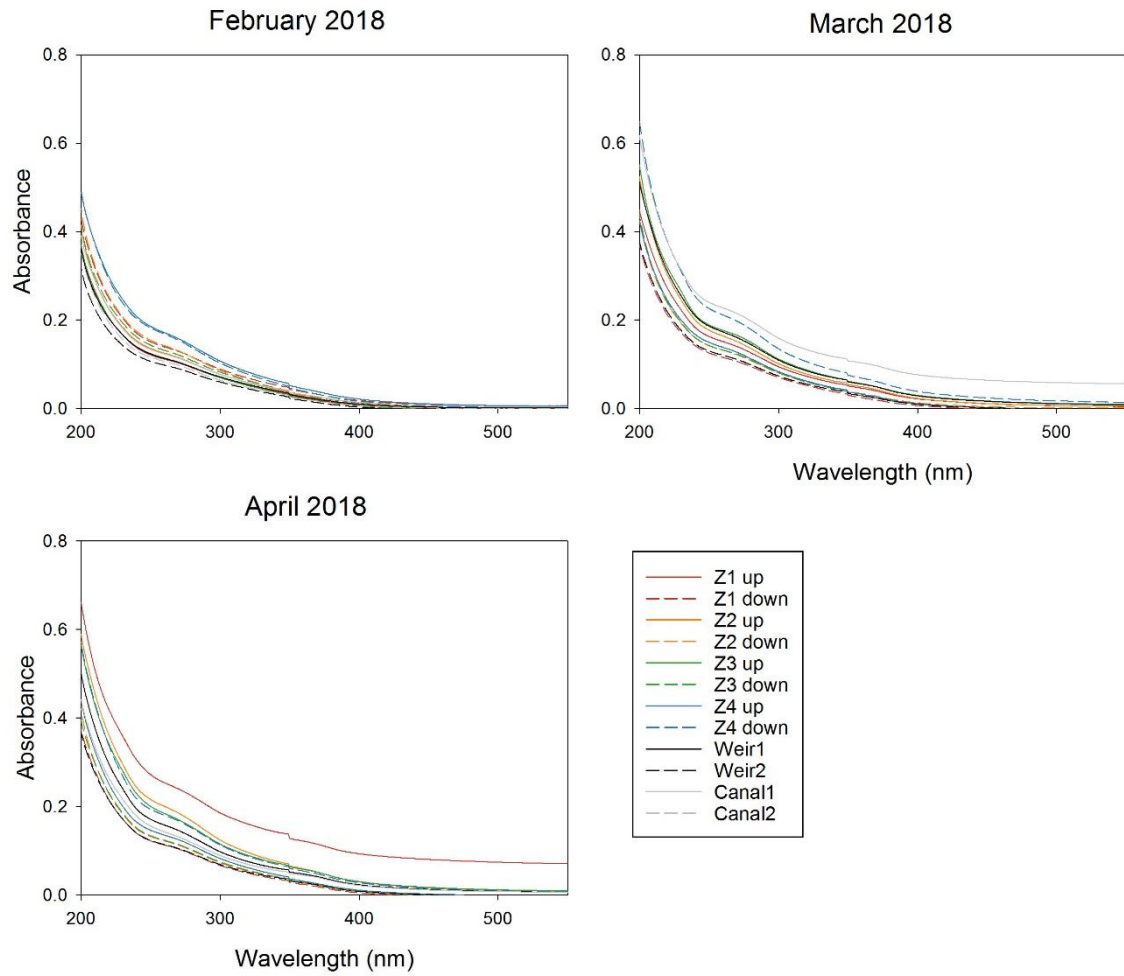 February 2018
0.8
0.6
0.4
0.2
0.0
Absorbance
200
300
400
500
March 2018
0.8
0.6
0.4
0.2
0.0
200
300
400
500
Wavelength (nm)
April 2018
0.8
0.6
0.4
0.2
0.0
Absorbance
200
300
400
500
Wavelength (nm)
Z1 up
Z1 down
Z2 up
Z2 down
Z3 up
Z3 down
Z4 up
Z4 down
Weir1
Weir2
Canal1
Canal2